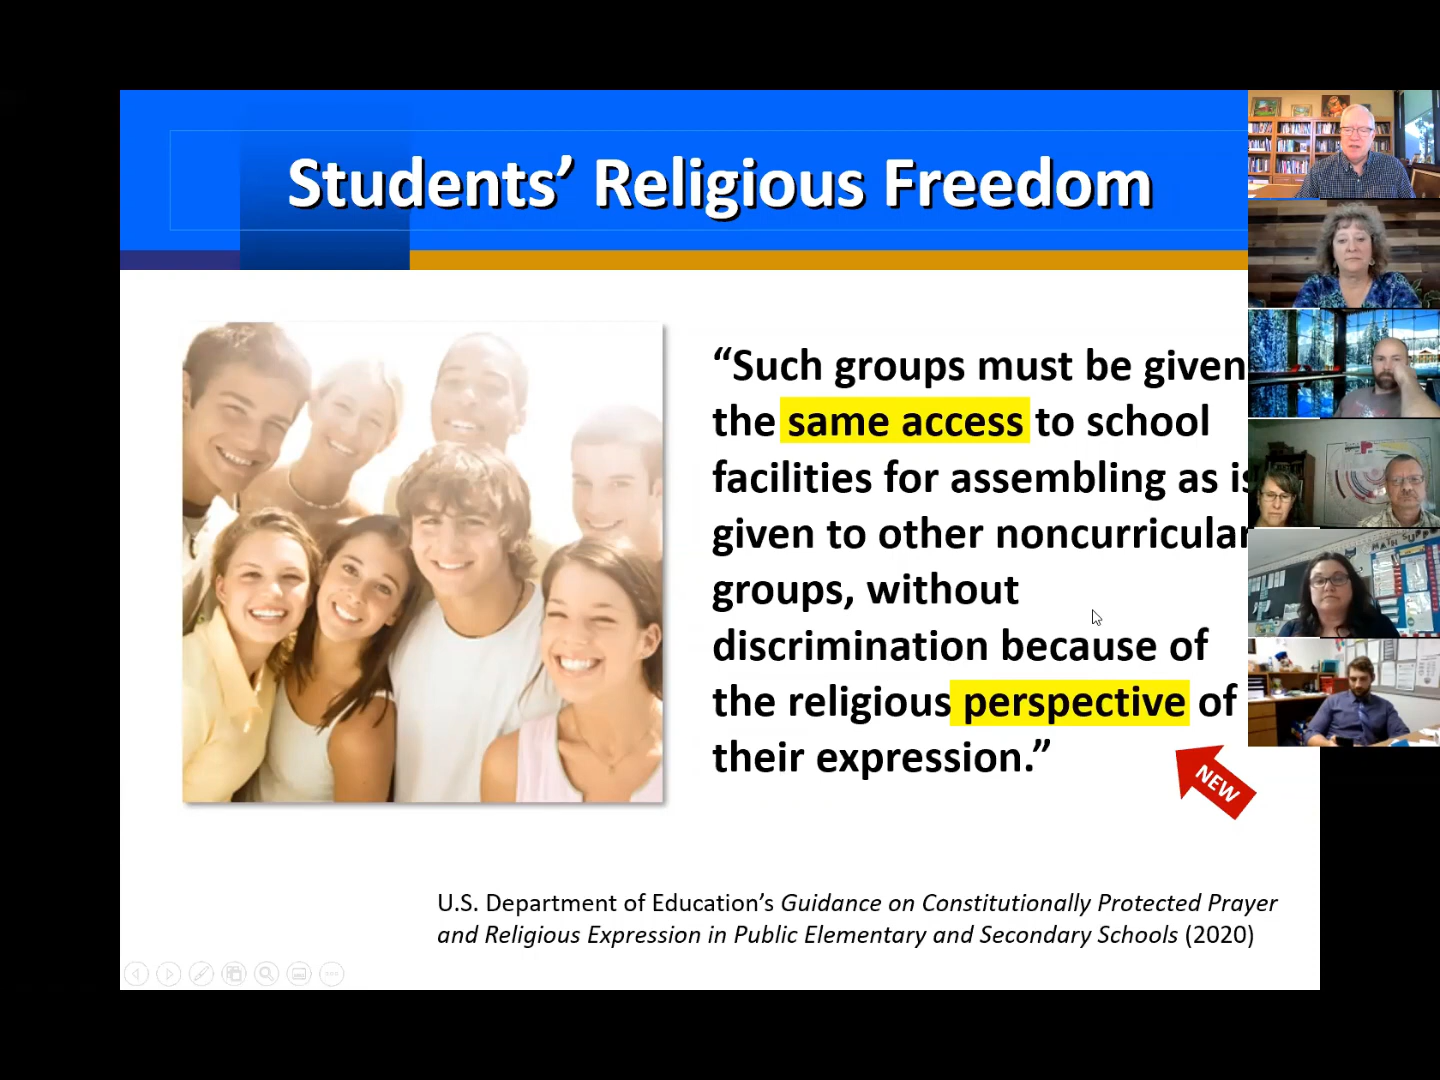 Students’ Religious Freedom
“Such groups must be given
the same access to school
facilities for assembling as is
given to other noncurricular
groups, without
discrimination because of
the religious perspective of
their expression.”
NEW
U.S. Department of Education’s Guidance on Constitutionally Protected Prayer
and Religious Expression in Public Elementary and Secondary Schools (2020)
MATH